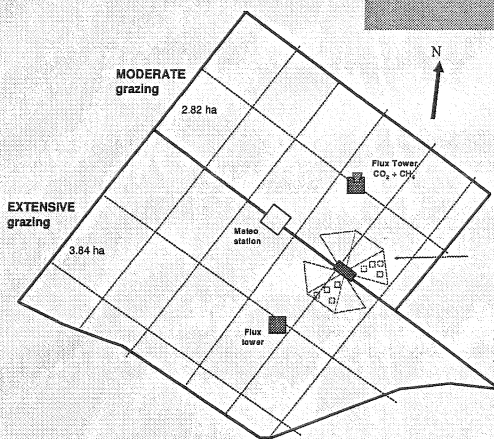 N
MODERATE
grazing
2.82 ha
Flux Tower
CO₂ + CH₄
EXTENSIVE
grazing
Meteo
station
3.84 ha
Flux
tower